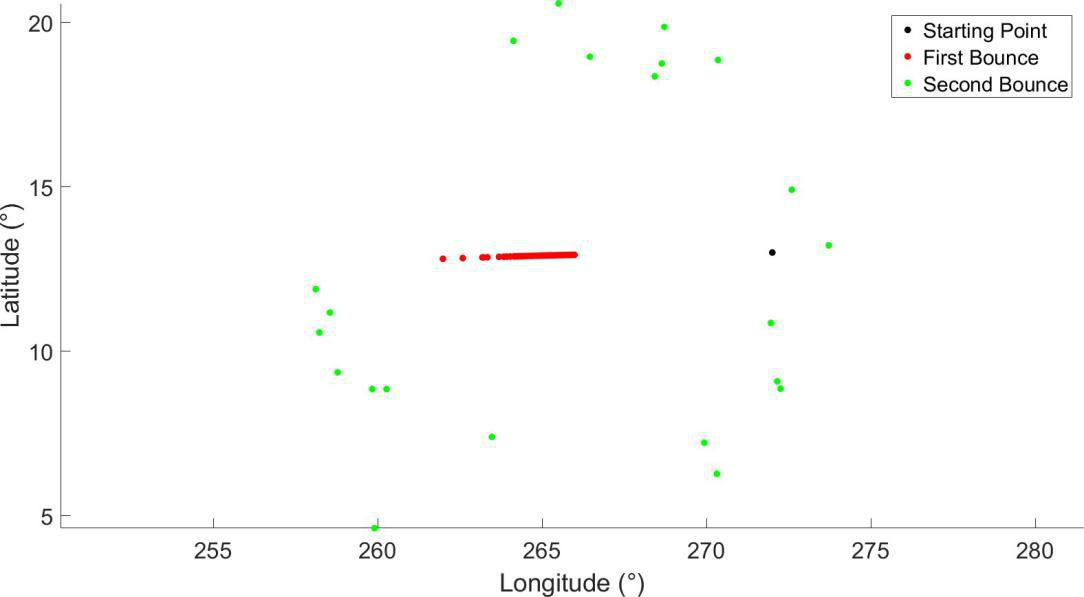 20
15
10
5
Latitude (°)
255 260 265 270 275 280
Longitude (°)
Starting Point
First Bounce
Second Bounce